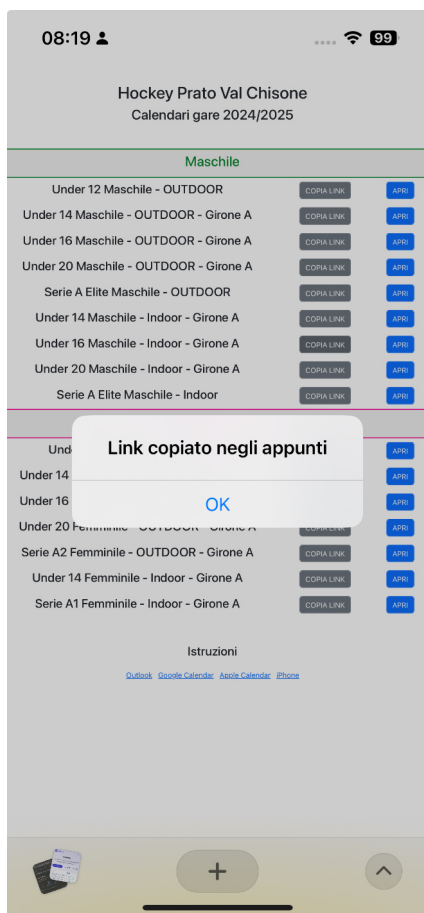 08:19
99
Hockey Prato Val Chisone
Calendari gare 2024/2025
Maschile
Under 12 Maschile - OUTDOOR COPIA LINK APRI
Under 14 Maschile - OUTDOOR - Girone A COPIA LINK APRI
Under 16 Maschile - OUTDOOR - Girone A COPIA LINK APRI
Under 20 Maschile - OUTDOOR - Girone A COPIA LINK APRI
Serie A Elite Maschile - OUTDOOR COPIA LINK APRI
Under 14 Maschile - Indoor - Girone A COPIA LINK APRI
Under 16 Maschile - Indoor - Girone A COPIA LINK APRI
Under 20 Maschile - Indoor - Girone A COPIA LINK APRI
Serie A Elite Maschile - Indoor COPIA LINK APRI
Link copiato negli appunti
OK
Und APRI
Under 14 APRI
Under 16 APRI
Under 20 Femminile - OUTDOOR - Girone A COPIA LINK APRI
Serie A2 Femminile - OUTDOOR - Girone A COPIA LINK APRI
Under 14 Femminile - Indoor - Girone A COPIA LINK APRI
Serie A1 Femminile - Indoor - Girone A COPIA LINK APRI
Istruzioni
Outlook Google Calendar Apple Calendar iPhone